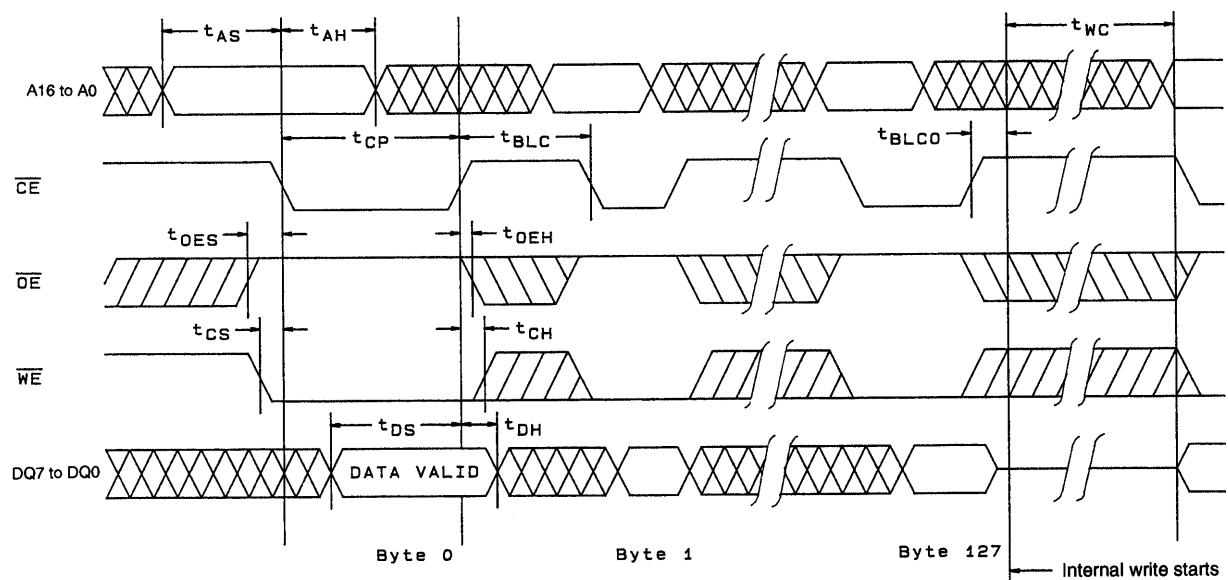 tAS
tAH
tWC
A16 to A0
tCP
tBLC
tBLCO
CE
tOES
tOEH
OE
tCS
tCH
WE
tDS
tDH
DQ7 to DQ0
DATA VALID
Byte 0
Byte 1
Byte 127
Internal write starts